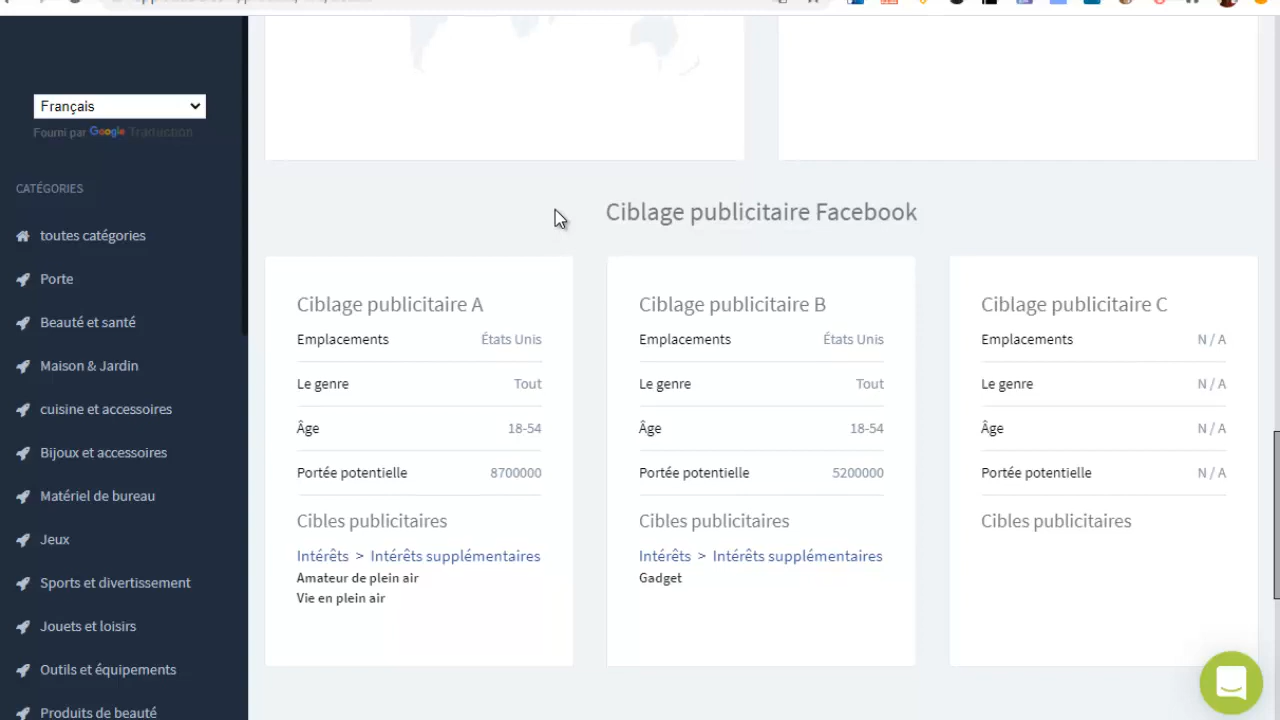 Français
Fourni par Google Traduction
CATÉGORIES
toutes catégories
Porte
Beauté et santé
Maison & Jardin
cuisine et accessoires
Bijoux et accessoires
Matériel de bureau
Jeux
Sports et divertissement
Jouets et loisirs
Outils et équipements
Produits de beauté
Ciblage publicitaire Facebook
Ciblage publicitaire A
Emplacements États Unis
Le genre Tout
Âge 18-54
Portée potentielle 8700000
Cibles publicitaires
Intérêts > Intérêts supplémentaires
Amateur de plein air
Vie en plein air
Ciblage publicitaire B
Emplacements États Unis
Le genre Tout
Âge 18-54
Portée potentielle 5200000
Cibles publicitaires
Intérêts > Intérêts supplémentaires
Gadget
Ciblage publicitaire C
Emplacements N / A
Le genre N / A
Âge N / A
Portée potentielle N / A
Cibles publicitaires